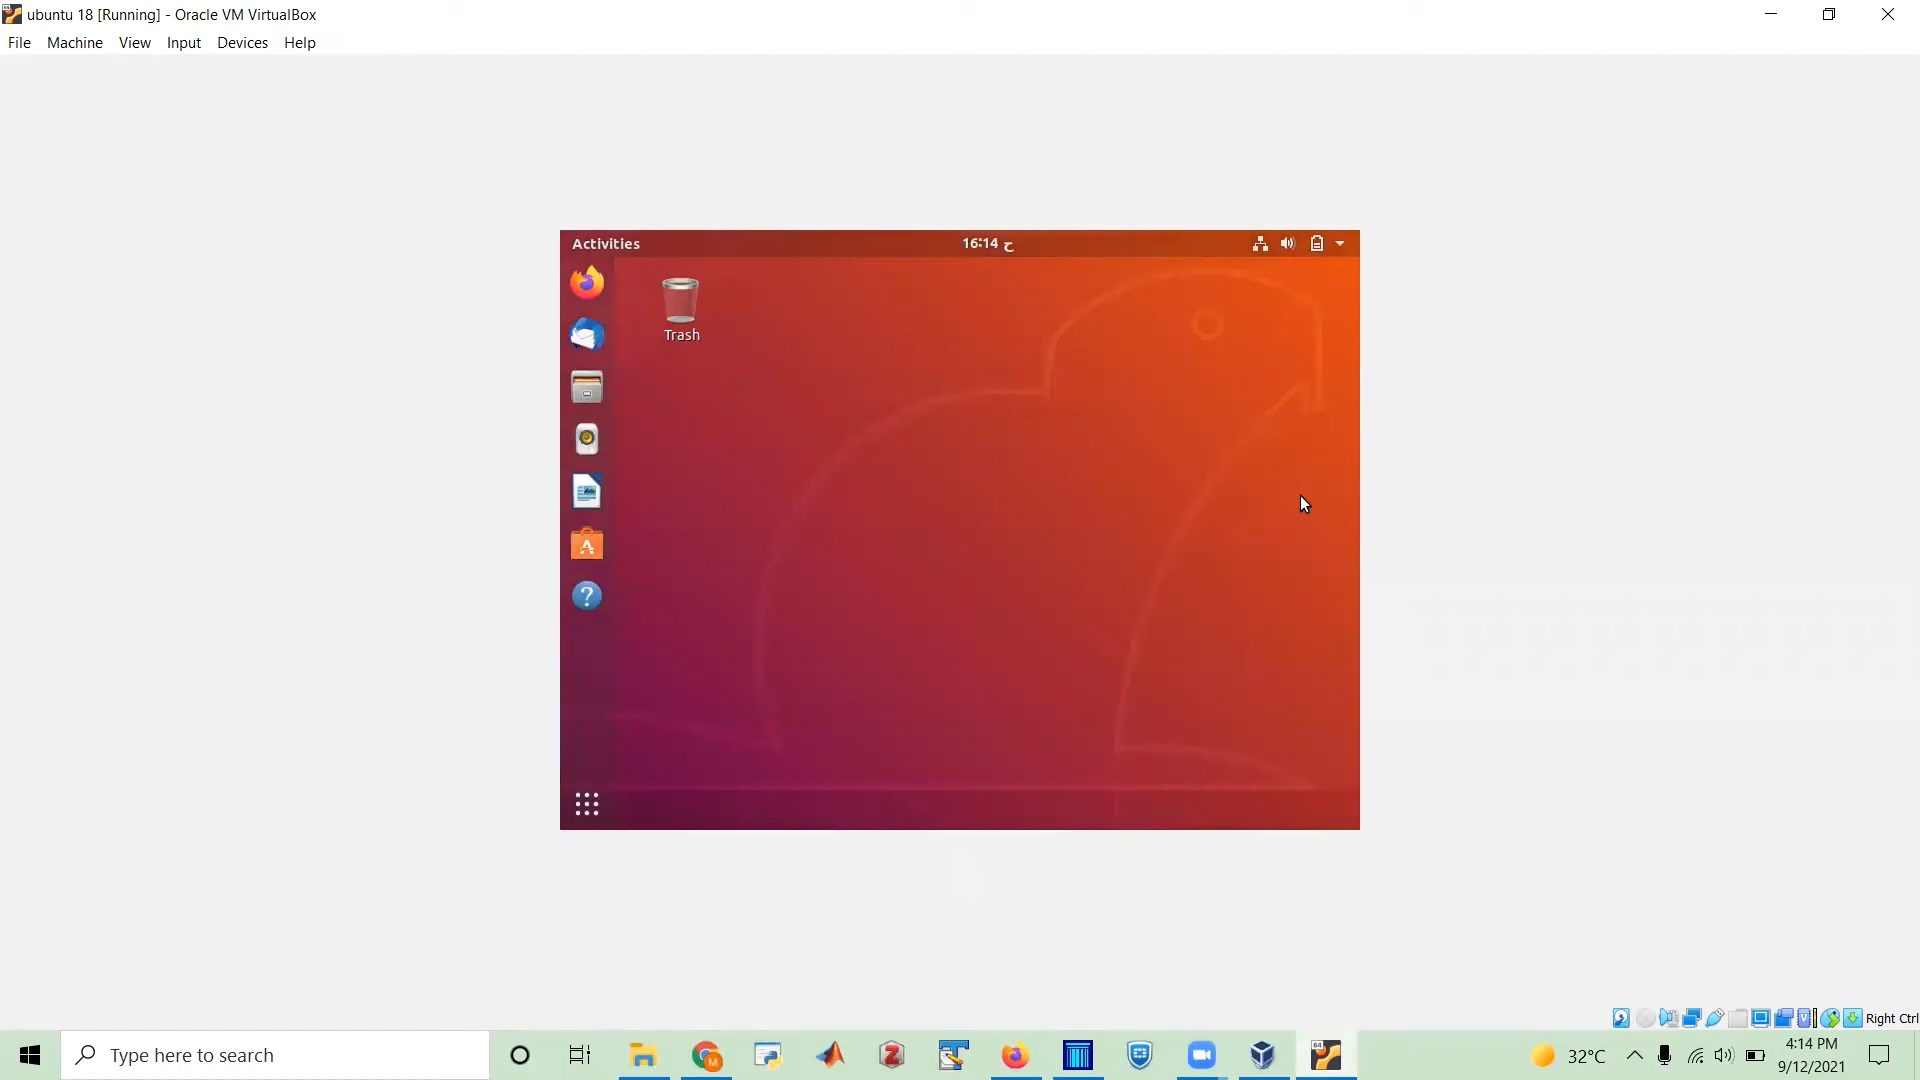 ubuntu 18 [Running] - Oracle VM VirtualBox
File Machine View Input Devices Help
Activities
16:14 ح
Trash
Right Ctrl
Type here to search
32°C
4:14 PM
9/12/2021